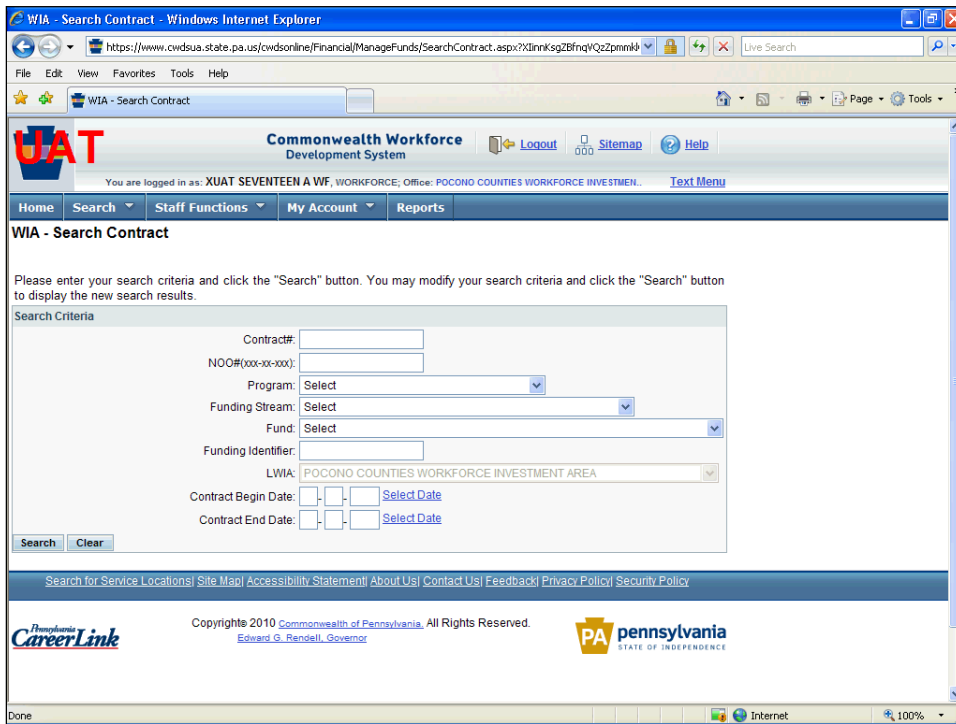 WIA - Search Contract - Windows Internet Explorer
https://www.cwdsua.state.pa.us/cwdsonline/Financial/ManageFunds/SearchContract.aspx? Live Search
File Edit View Favorites Tools Help
WIA - Search Contract Page Tools
UAT
Commonwealth Workforce
Development System
Logout Sitemap Help
You are logged in as: XUAT SEVENTEEN A WF, WORKFORCE; Office: POCONO COUNTIES WORKFORCE INVESTMEN.. Text Menu
Home Search Staff Functions My Account Reports
WIA - Search Contract
Please enter your search criteria and click the "Search" button. You may modify your search criteria and click the "Search" button
to display the new search results.
Search Criteria
Contract#:
NOO#(xxx-xx-xxx):
Program: Select
Funding Stream: Select
Fund: Select
Funding Identifier:
LWIA: POCONO COUNTIES WORKFORCE INVESTMENT AREA
Contract Begin Date: - - Select Date
Contract End Date: - - Select Date
Search Clear
Search for Service Locations| Site Map| Accessibility Statement| About Us| Contact Us| Feedback| Privacy Policy| Security Policy
Pennsylvania
CareerLink
Copyright© 2010 Commonwealth of Pennsylvania. All Rights Reserved.
Edward G. Rendell, Governor
PA pennsylvania
STATE OF INDEPENDENCE
Done Internet 100%